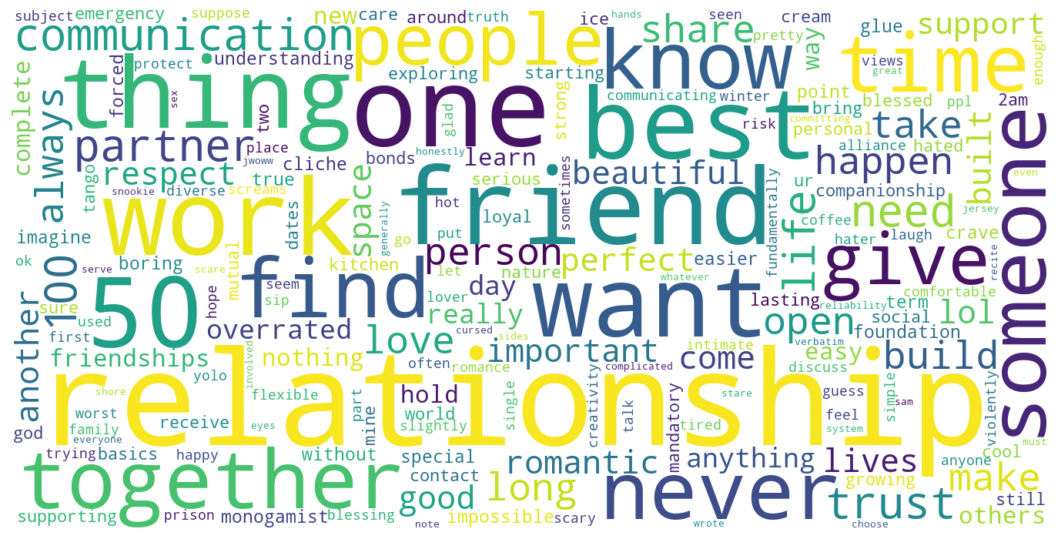 subject emergency suppose new care around truth ice hands seen pretty cream way glue support
communication people know share time
protect understanding exploring starting views great enough
complete forced sex thing one best communicating winter point blessed ppl 2am
two glad strong bring committing personal hated
partner place jwoww cliche bonds honestly learn risk take
always tango respect snookie diverse true screams space serious beautiful sometimes alliance happen built even
work dates hot friend loyal companionship someone
imagine generally ur coffee need jersey
100 mutual go put person fundamentally life hater laugh crave
ok boring kitchen let nature perfect easier give recite
serve scare seem find day lover want whatever lasting comfortable
another sure 50 hope sip really reliability term social lol
first used overrated cursed sides open foundation
friendships involved nothing love often romance important intimate come verbatim easy build
shore yolo flexible part complicated stare discuss
god worst receive hold single creativity mandatory guess simple violently
family eyes relationship mine world slightly talk tired feel sam
everyone system must
trying basics happy without special romantic anything lives cool anyone
together prison contact long never growing make still
supporting monogamist blessing good impossible scary trust others
note wrote choose